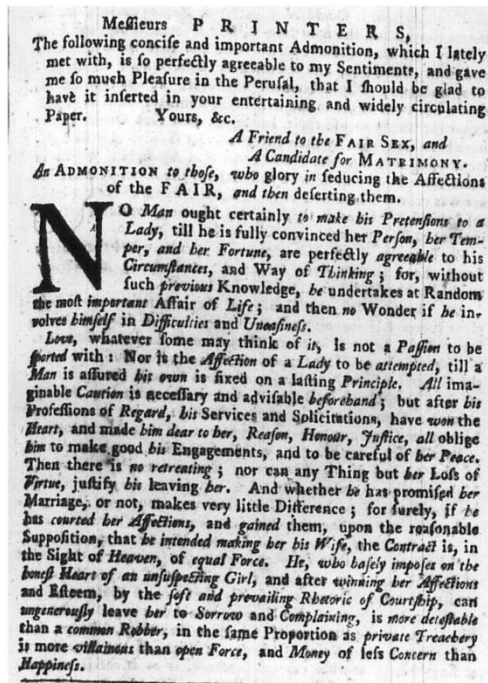 Messieurs PRINTERS,
The following concise and important Admonition, which I lately
met with, is so perfectly agreeable to my Sentiments, and gave
me so much Pleasure in the Perusal, that I should be glad to
have it inserted in your entertaining and widely circulating
Paper. Yours, &c.
A Friend to the FAIR SEX, and
A Candidate for MATRIMONY.
An ADMONITION to those, who glory in seducing the Affections
of the FAIR, and then deserting them.
NO Man ought certainly to make his Pretensions to a
Lady, till he is fully convinced her Person, her Tem-
per, and her Fortune, are perfectly agreeable to his
Circumstances, and Way of Thinking; for, without
such previous Knowledge, he undertakes at Random
the most important Affair of Life; and then no Wonder if he in-
volves himself in Difficulties and Uneasiness.
Love, whatever some may think of it, Is not a Passion to be
sported with: Nor is the Affection of a Lady to be attempted, till a
Man is assured his own is fixed on a lasting Principle. All ima-
ginable Caution is necessary and advisable beforehand; but after his
Professions of Regard, his Services and Solicitations, have won the
Heart, and made him dear to her, Reason, Honour, Justice, all oblige
him to make good his Engagements, and to be careful of her Peace.
Then there is no retreating; nor can any Thing but her Loss of
Virtue, justify his leaving her. And whether he has promised her
Marriage, or not, makes very little Difference; for surely, if he
has courted her Affections, and gained them, upon the reasonable
Supposition, that he intended making her his Wife, the Contract is, in
the Sight of Heaven, of equal Force. He, who basely imposes on the
honest Heart of an unsuspecting Girl, and after winning her Affections
and Esteem, by the soft and prevailing Rhetoric of Courtship, can
ungenerously leave her to Sorrow and Complaining, is more detestable
than a common Robber, in the same Proportion as private Treachery
is more villainous than open Force, and Money of less Concern than
Happiness.